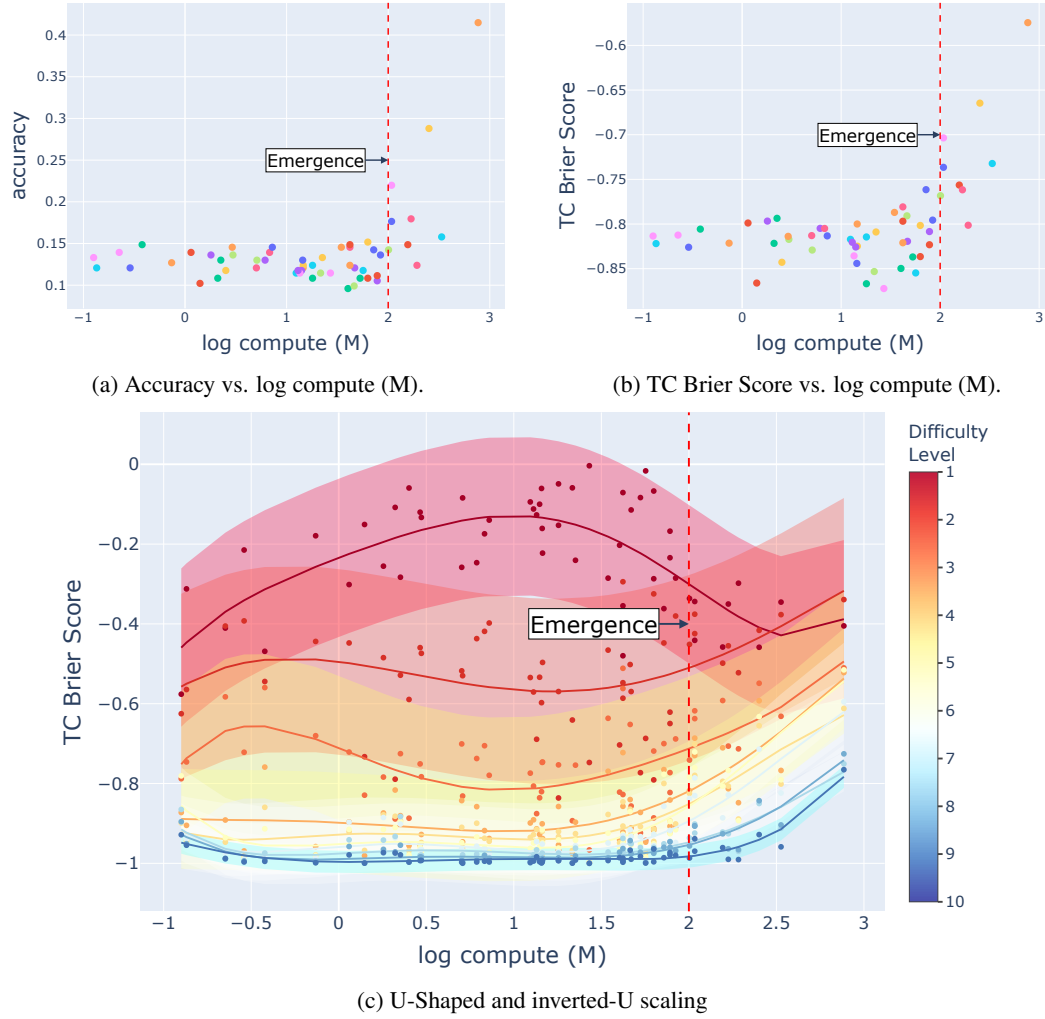 accuracy
0.4
0.35
0.3
0.25
0.2
0.15
0.1
Emergence
−1 0 1 2 3
log compute (M)
(a) Accuracy vs. log compute (M).
TC Brier Score
−0.6
−0.65
−0.7
−0.75
−0.8
−0.85
Emergence
−1 0 1 2 3
log compute (M)
(b) TC Brier Score vs. log compute (M).
TC Brier Score
0
−0.2
−0.4
−0.6
−0.8
−1
Emergence
−1 −0.5 0 0.5 1 1.5 2 2.5 3
log compute (M)
Difficulty
Level
1
2
3
4
5
6
7
8
9
10
(c) U-Shaped and inverted-U scaling